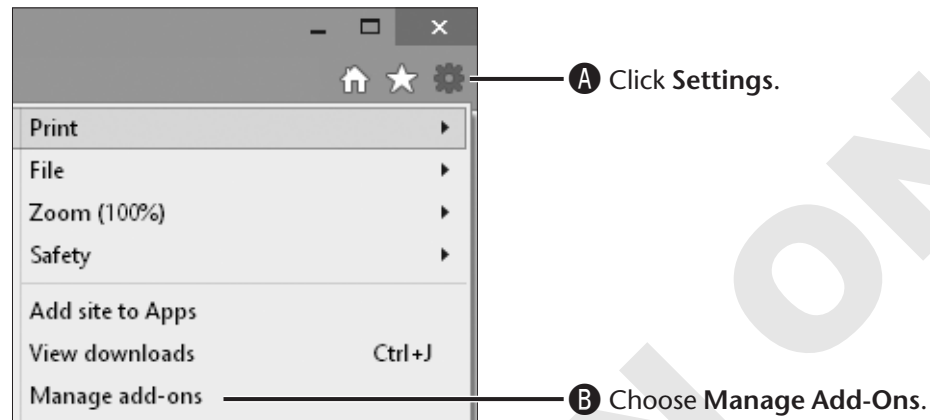 A Click Settings.
Print
File
Zoom (100%)
Safety
Add site to Apps
View downloads Ctrl+J
Manage add-ons
B Choose Manage Add-Ons.